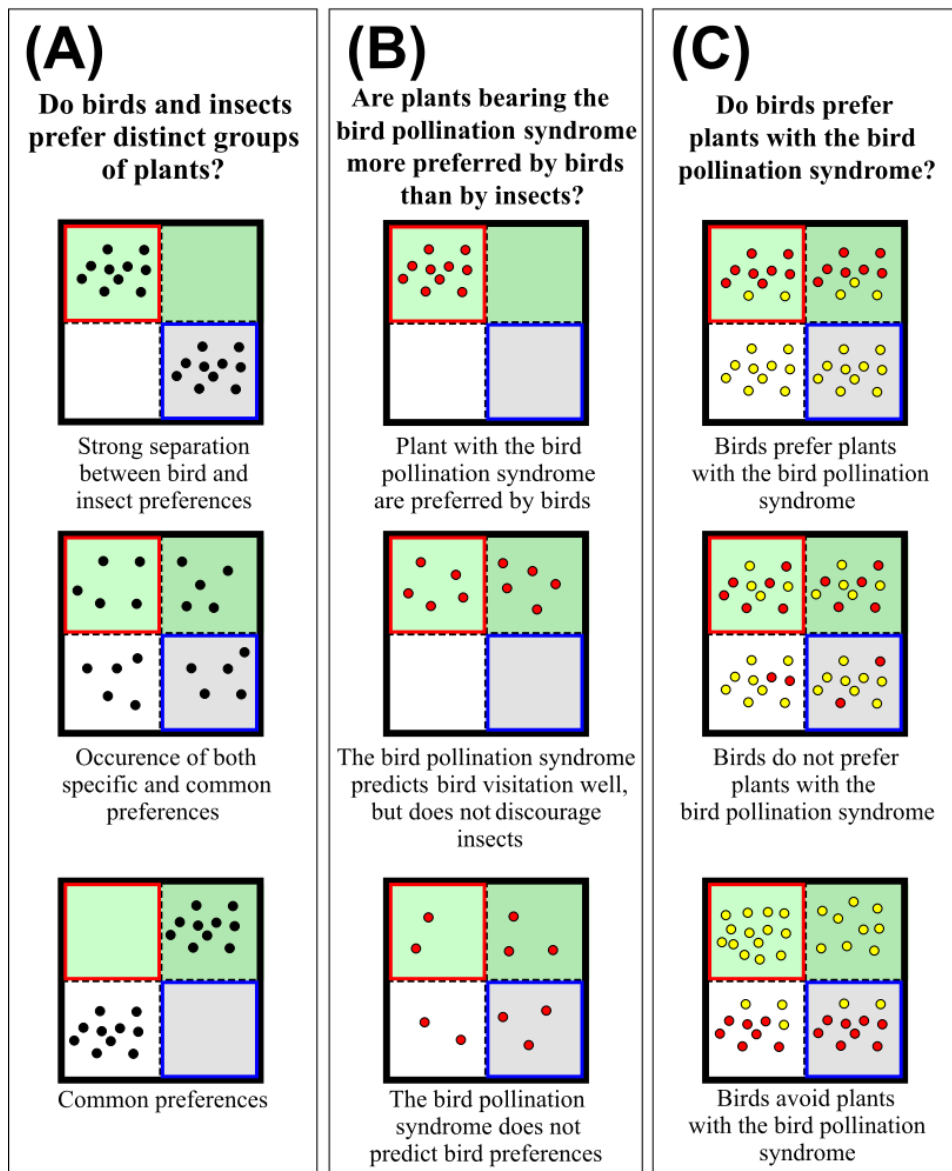 (A)
Do birds and insects
prefer distinct groups
of plants?
Strong separation
between bird and
insect preferences
Occurence of both
specific and common
preferences
Common preferences
(B)
Are plants bearing the
bird pollination syndrome
more preferred by birds
than by insects?
Plant with the bird
pollination syndrome
are preferred by birds
The bird pollination syndrome
predicts bird visitation well,
but does not discourage
insects
The bird pollination
syndrome does not
predict bird preferences
(C)
Do birds prefer
plants with the bird
pollination syndrome?
Birds prefer plants
with the bird pollination
syndrome
Birds do not prefer
plants with the
bird pollination syndrome
Birds avoid plants
with the bird pollination
syndrome